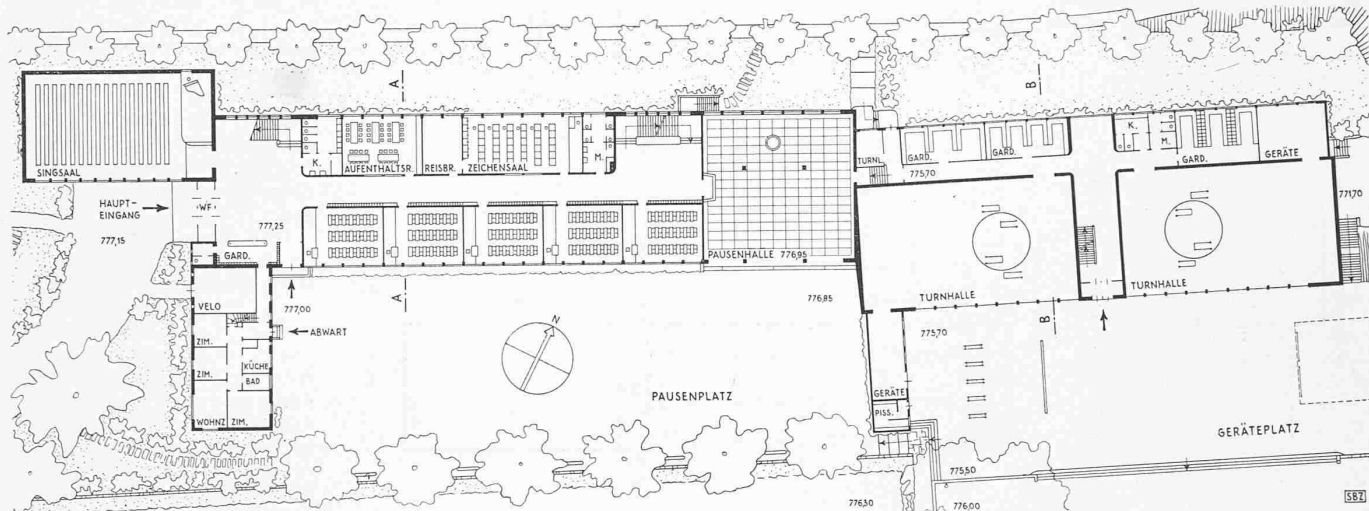 A
B
SINGSAAL
K.
AUFENTHALTSR.
REISBR.
ZEICHENSAAL
M.
TURNL
GARD.
GARD.
775,70
K.
M.
GARD.
GERÄTE
771,70
HAUPT-
EINGANG
777,15
WF
777,25
GARD.
PAUSENHALLE 776,95
VELO
777,00
A
776,85
TURNHALLE
TURNHALLE
ABWART
N
775,70
B
ZIM.
ZIM.
KÜCHE
BAD
WOHNZ.
ZIM.
PAUSENPLATZ
GERÄTE
PISS.
GERÄTEPLATZ
775,50
776,30
776,00
SBZ